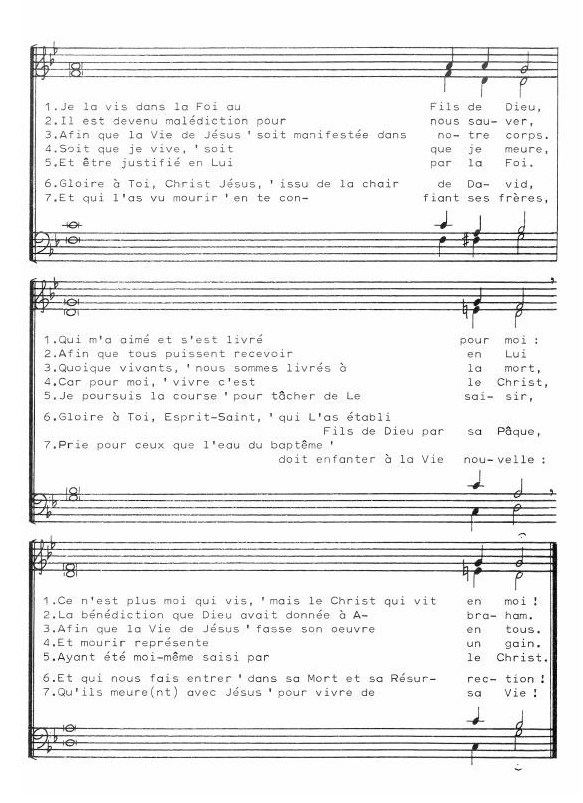 1.Je la vis dans la Foi au Fils de Dieu,
2.Il est devenu malédiction pour nous sau- ver,
3.Afin que la Vie de Jésus ' soit manifestée dans no- tre corps.
4.Soit que je vive, ' soit que je meure,
5.Et être justifié en Lui par la Foi.
6.Gloire à Toi, Christ Jésus, ' issu de la chair de Da- vid,
7.Et qui l'as vu mourir ' en te con- fiant ses frères,
1.Qui m'a aimé et s'est livré pour moi :
2.Afin que tous puissent recevoir en Lui
3.Quoique vivants, ' nous sommes livrés à la mort,
4.Car pour moi, ' vivre c'est le Christ,
5.Je poursuis la course ' pour tâcher de Le sai- sir,
6.Gloire à Toi, Esprit-Saint, ' qui L'as établi
Fils de Dieu par sa Pâque,
7.Prie pour ceux que l'eau du baptême '
doit enfanter à la Vie nou- velle :
1.Ce n'est plus moi qui vis, ' mais le Christ qui vit en moi !
2.La bénédiction que Dieu avait donnée à A- bra- ham.
3.Afin que la Vie de Jésus ' fasse son oeuvre en tous.
4.Et mourir représente un gain.
5.Ayant été moi-même saisi par le Christ.
6.Et qui nous fais entrer ' dans sa Mort et sa Résur- rec- tion !
7.Qu'ils meure(nt) avec Jésus ' pour vivre de sa Vie !